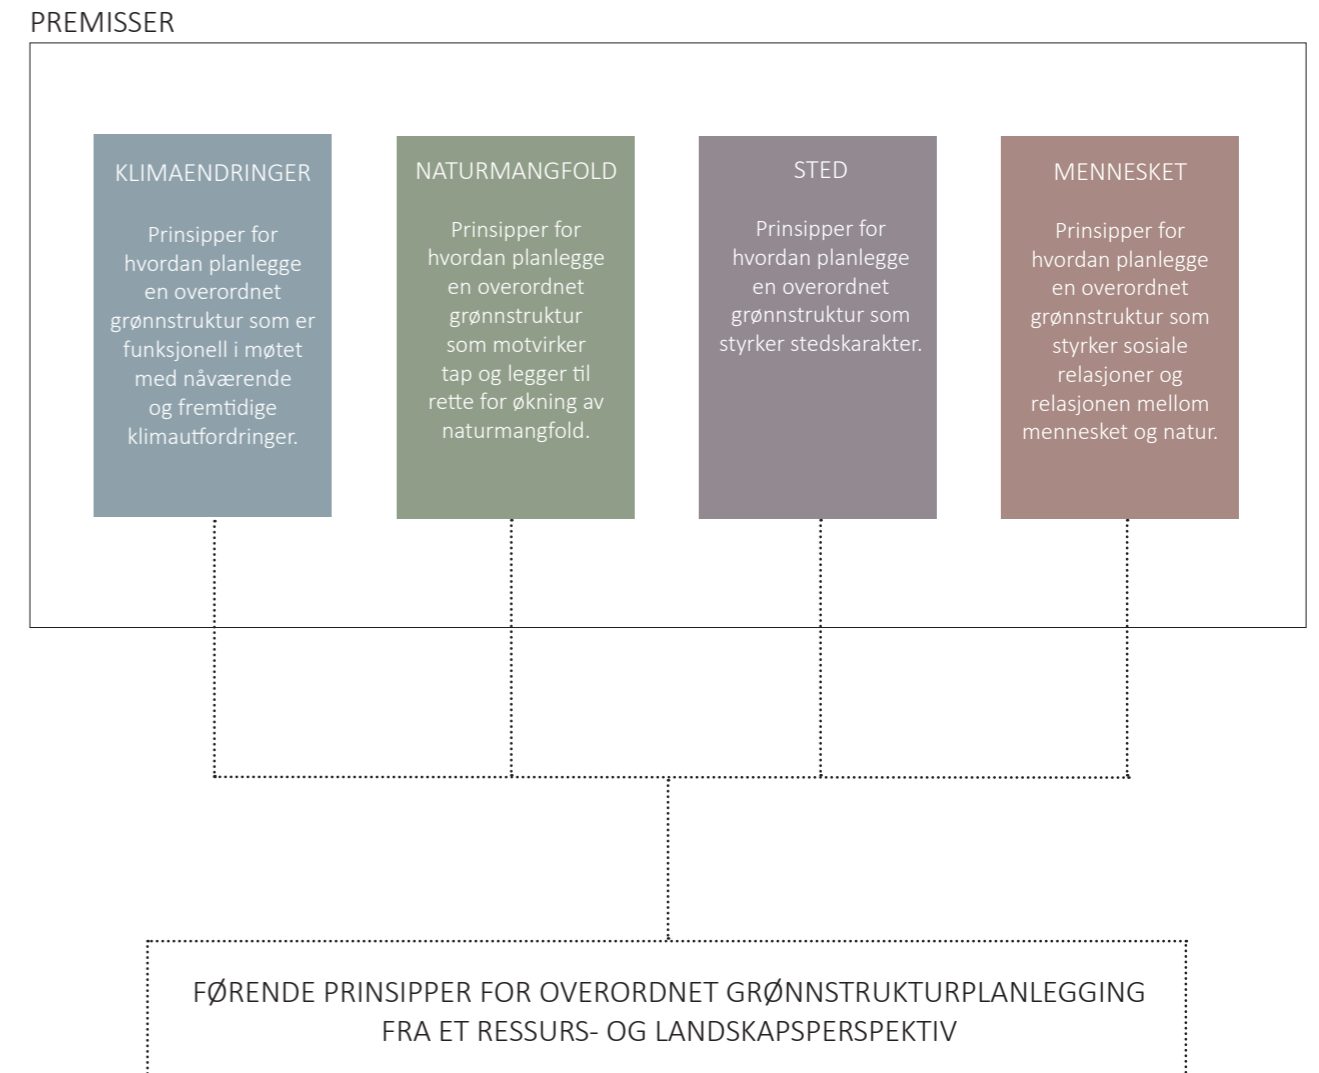 PREMISSER
KLIMAENDRINGER
Prinsipper for
hvordan planlegge
en overordnet
grønnstruktur som er
funksjonell i møtet
med nåværende
og fremtidige
klimautfordringer.
NATURMANGFOLD
Prinsipper for
hvordan planlegge
en overordnet
grønnstruktur
som motvirker
tap og legger til
rette for økning av
naturmangfold.
STED
Prinsipper for
hvordan planlegge
en overordnet
grønnstruktur som
styrker stedskarakter.
MENNESKET
Prinsipper for
hvordan planlegge
en overordnet
grønnstruktur som
styrker sosiale
relasjoner og
relasjonen mellom
mennesket og natur.
FØRENDE PRINSIPPER FOR OVERORDNET GRØNNSTRUKTURPLANLEGGING
FRA ET RESSURS- OG LANDSKAPSPERSPEKTIV